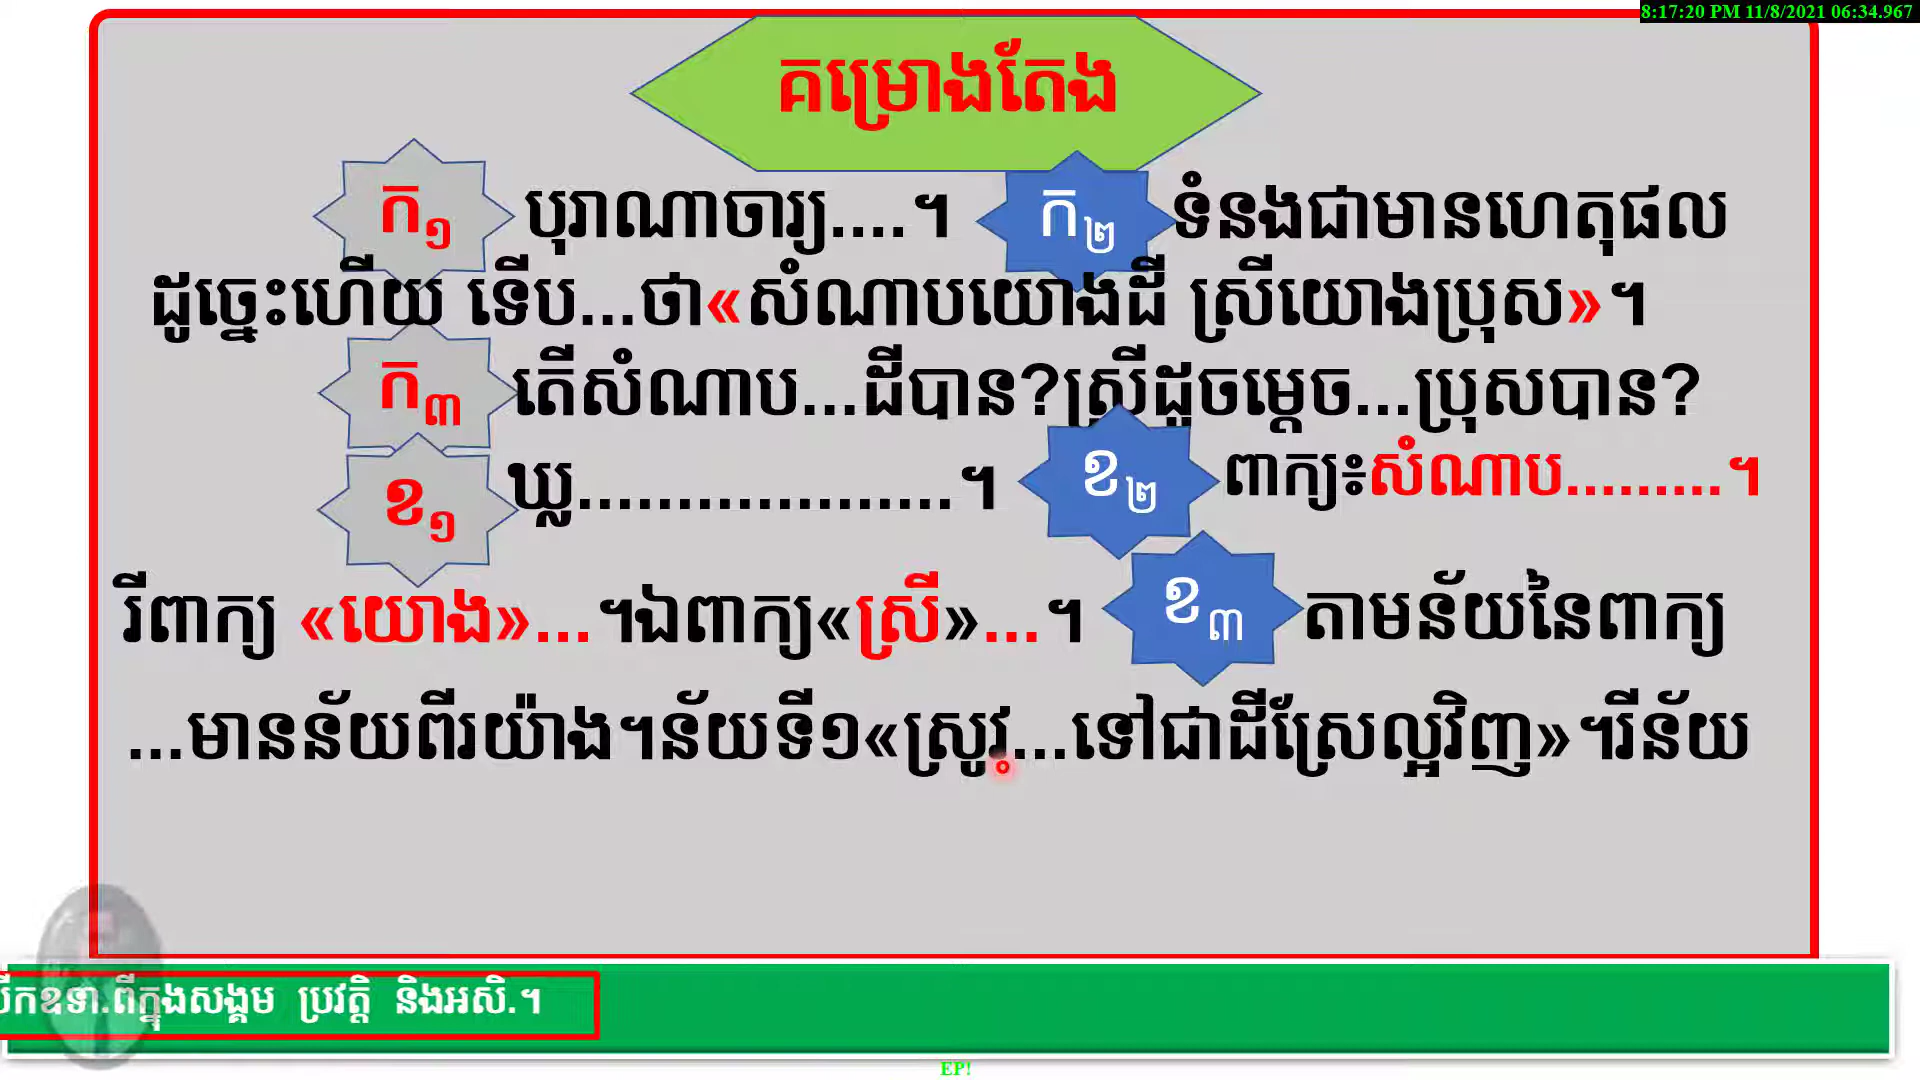 8:17:20 PM 11/8/2021 06:34.967
គម្រោងតែង
ក១ បុរាណាចារ្យ....។ ក២ ទំនងជាមានហេតុផល
ដូច្នេះហើយ ទើប...ថា«សំណាបយោងដី ស្រីយោងប្រុស»។
ក៣ តើសំណាប...ដីបាន?ស្រីដូចម្ដេច...ប្រុសបាន?
ខ១ ឃ្ល...................។ ខ២ ពាក្យ៖សំណាប.........។
រីពាក្យ «យោង»...។ឯពាក្យ«ស្រី»...។ ខ៣ តាមន័យនៃពាក្យ
...មានន័យពីរយ៉ាង។ន័យទី១«ស្រូវ...ទៅជាដីស្រែល្អវិញ»។រីន័យ
លើកឧទា.ពីក្នុងសង្គម ប្រវត្តិ និងអសិ.។
EP!